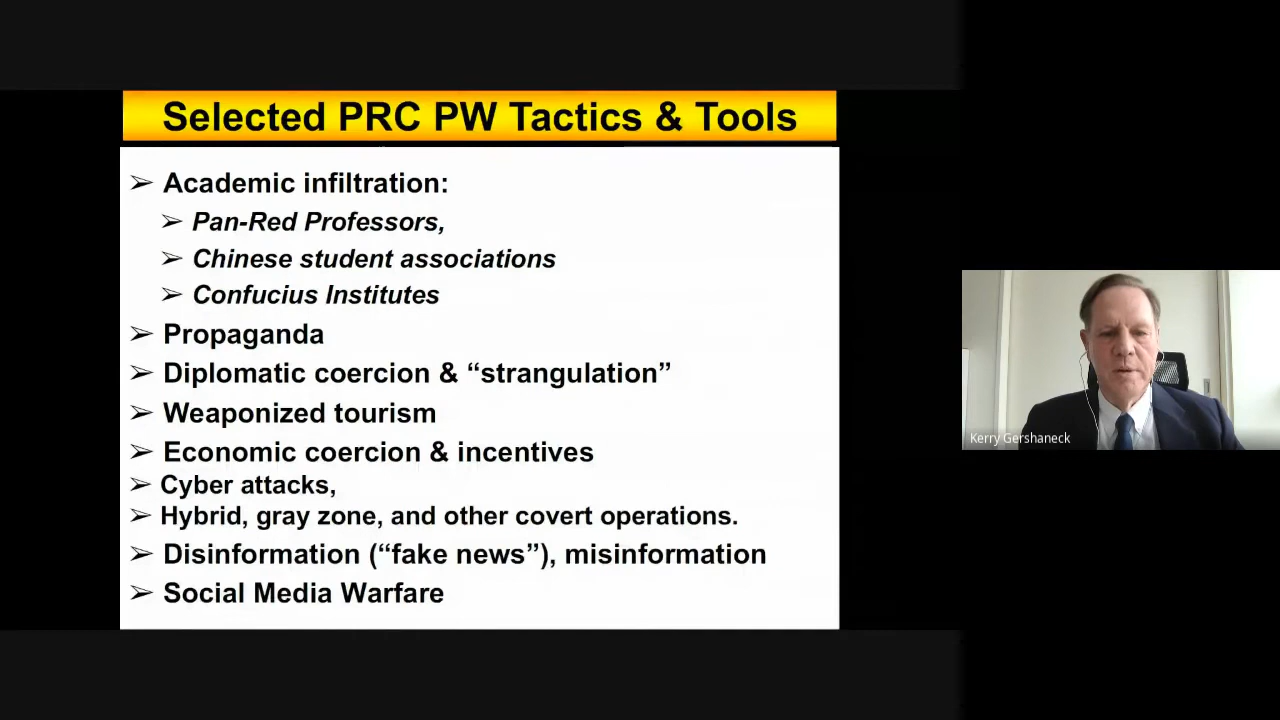 Selected PRC PW Tactics & Tools
➢ Academic infiltration:
➢ Pan-Red Professors,
➢ Chinese student associations
➢ Confucius Institutes
➢ Propaganda
➢ Diplomatic coercion & “strangulation”
➢ Weaponized tourism
➢ Economic coercion & incentives
➢ Cyber attacks,
➢ Hybrid, gray zone, and other covert operations.
➢ Disinformation (“fake news”), misinformation
➢ Social Media Warfare
Kerry Gershaneck